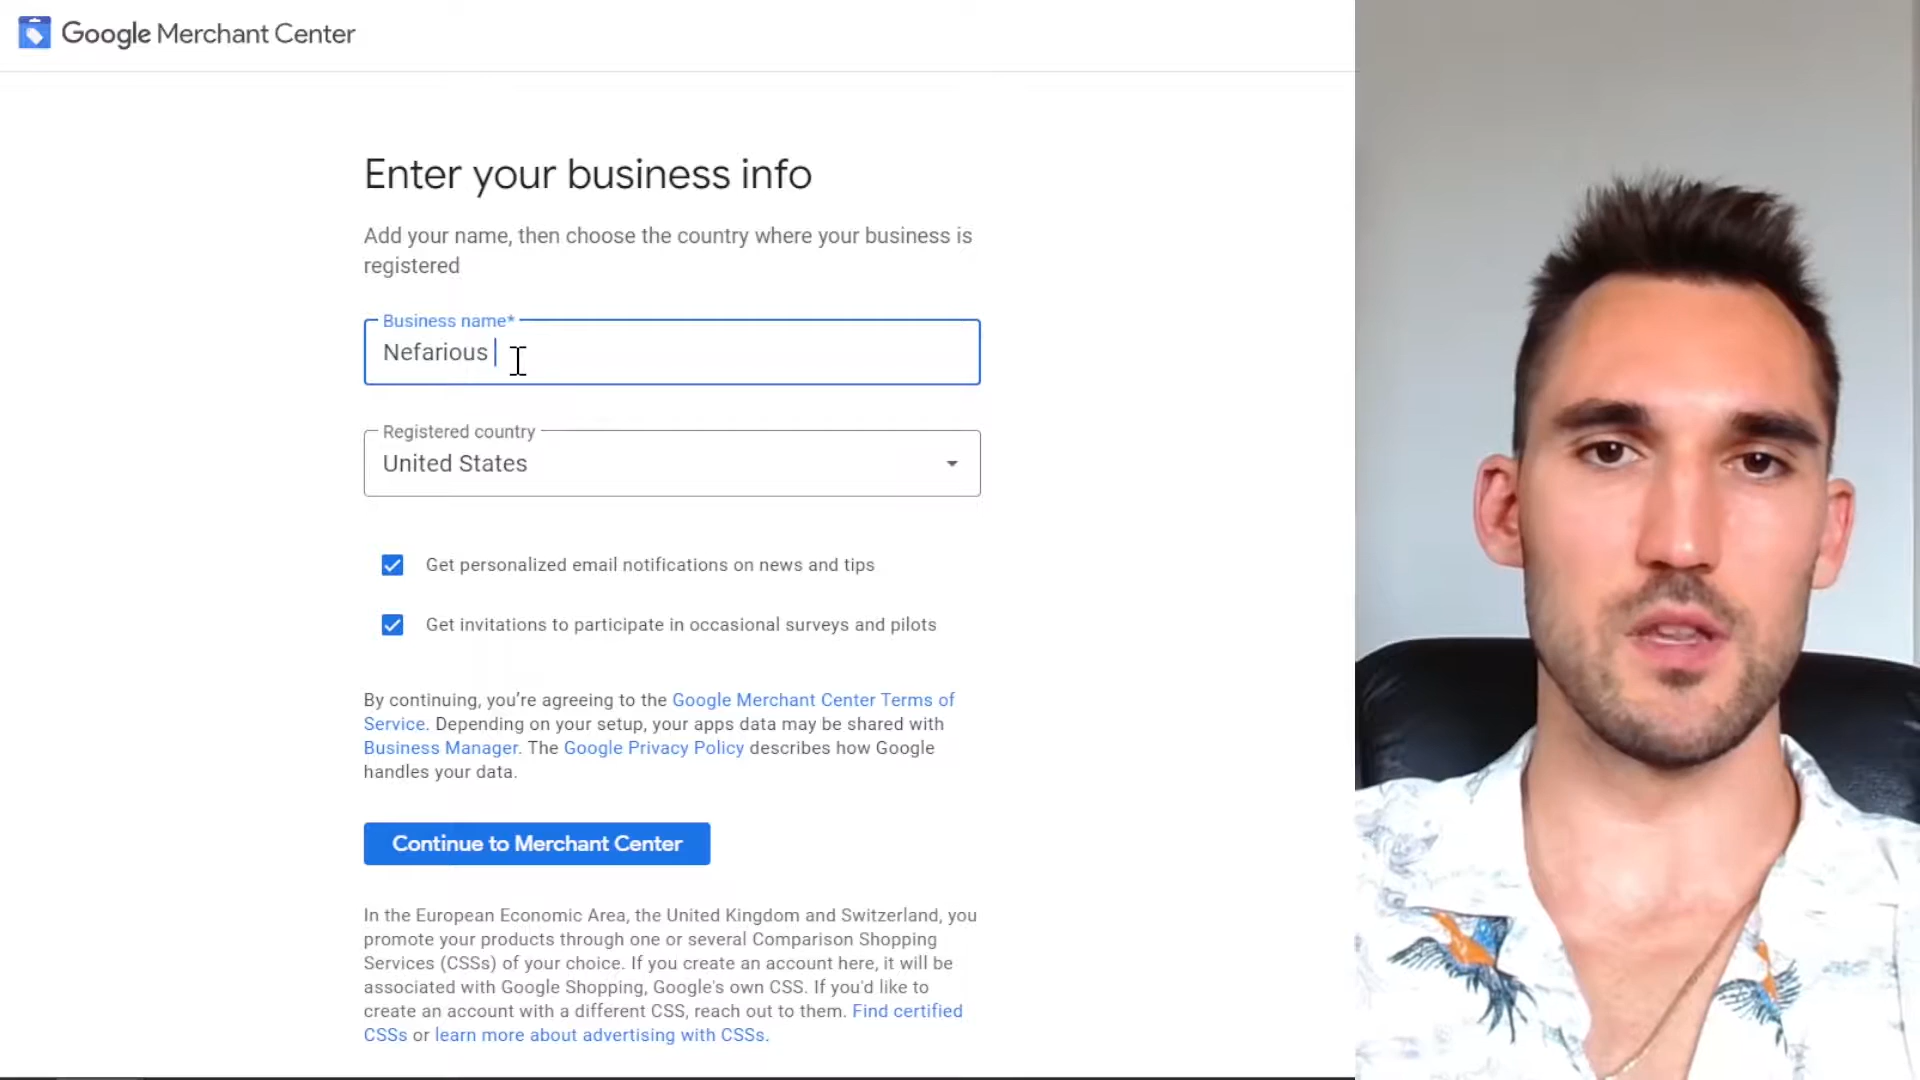 Google Merchant Center
Enter your business info
Add your name, then choose the country where your business is
registered
Business name*
Nefarious
Registered country
United States
Get personalized email notifications on news and tips
Get invitations to participate in occasional surveys and pilots
By continuing, you’re agreeing to the Google Merchant Center Terms of
Service. Depending on your setup, your apps data may be shared with
Business Manager. The Google Privacy Policy describes how Google
handles your data.
Continue to Merchant Center
In the European Economic Area, the United Kingdom and Switzerland, you
promote your products through one or several Comparison Shopping
Services (CSSs) of your choice. If you create an account here, it will be
associated with Google Shopping, Google's own CSS. If you'd like to
create an account with a different CSS, reach out to them. Find certified
CSSs or learn more about advertising with CSSs.